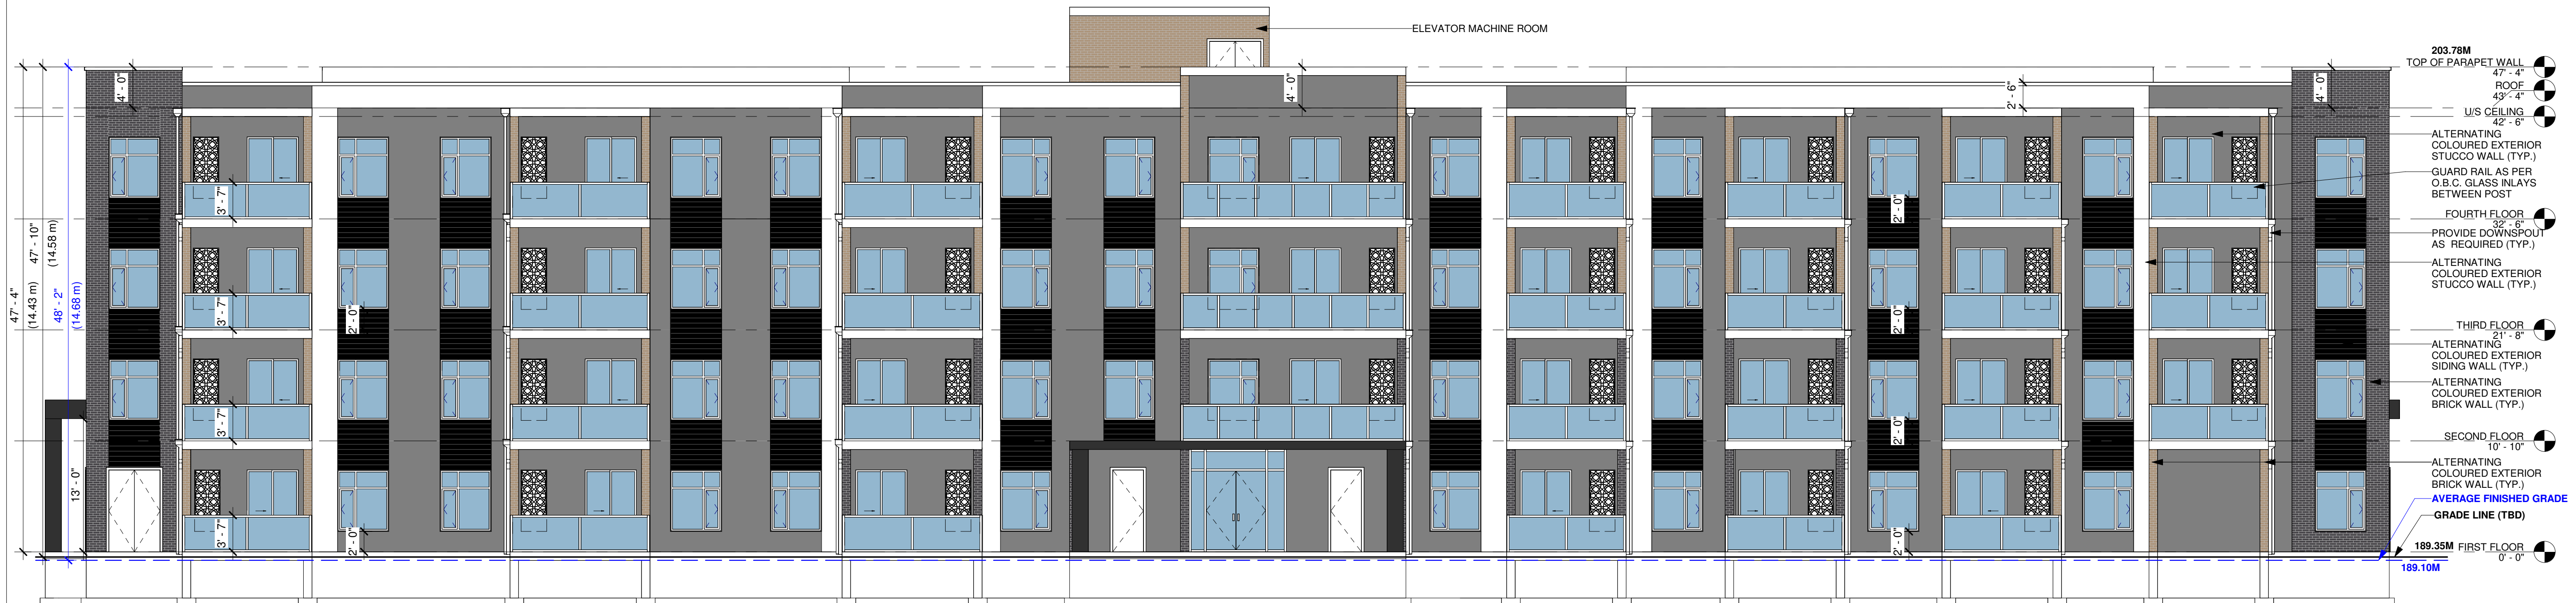 ELEVATOR MACHINE ROOM
203.78M
TOP OF PARAPET WALL
47' - 4"
ROOF
43' - 4"
U/S CEILING
42' - 6"
ALTERNATING
COLOURED EXTERIOR
STUCCO WALL (TYP.)
GUARD RAIL AS PER
O.B.C. GLASS INLAYS
BETWEEN POST
FOURTH FLOOR
32' - 6"
PROVIDE DOWNSPOUT
AS REQUIRED (TYP.)
ALTERNATING
COLOURED EXTERIOR
STUCCO WALL (TYP.)
THIRD FLOOR
21' - 8"
ALTERNATING
COLOURED EXTERIOR
SIDING WALL (TYP.)
ALTERNATING
COLOURED EXTERIOR
BRICK WALL (TYP.)
SECOND FLOOR
10' - 10"
ALTERNATING
COLOURED EXTERIOR
BRICK WALL (TYP.)
AVERAGE FINISHED GRADE
GRADE LINE (TBD)
189.35M FIRST FLOOR
0' - 0"
189.10M
47' - 4"
(14.43 m)
47' - 10"
(14.58 m)
48' - 2"
(14.68 m)
13' - 0"
4' - 0"
3' - 7"
3' - 7"
3' - 7"
3' - 7"
2' - 0"
2' - 0"
4' - 0"
2' - 6"
2' - 0"
2' - 0"
2' - 0"
2' - 0"
4' - 0"